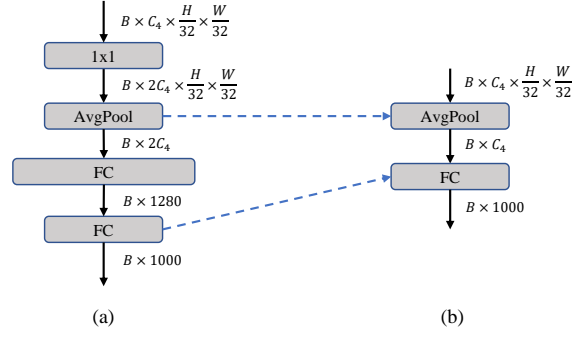 B × C₄ × H/32 × W/32
1x1
B × 2C₄ × H/32 × W/32
AvgPool
B × 2C₄
FC
B × 1280
FC
B × 1000
(a)
B × C₄ × H/32 × W/32
AvgPool
B × C₄
FC
B × 1000
(b)